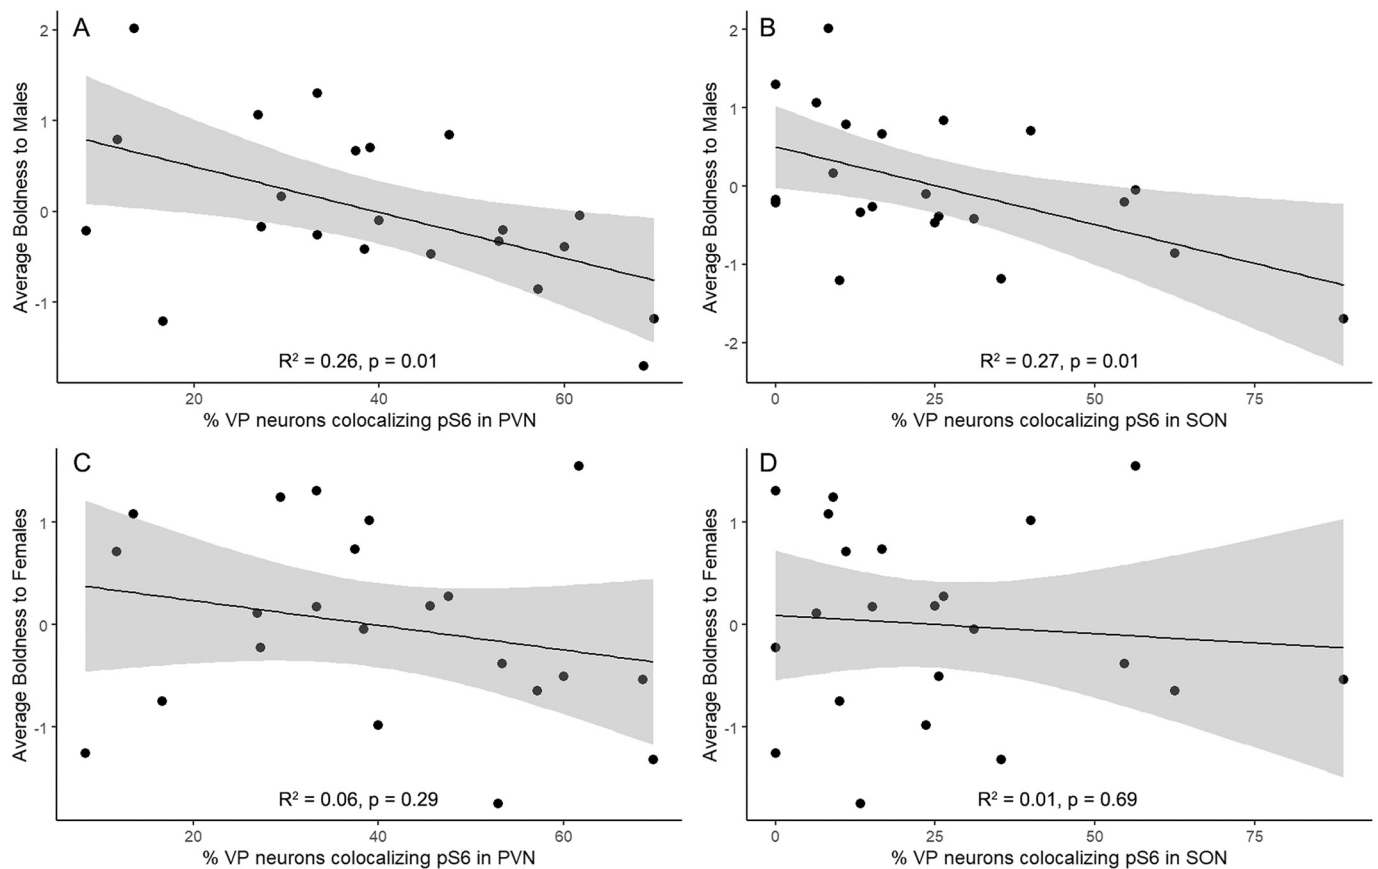 A
Average Boldness to Males
2
1
0
-1
R² = 0.26, p = 0.01
20
40
60
% VP neurons colocalizing pS6 in PVN
B
Average Boldness to Males
2
1
0
-1
-2
R² = 0.27, p = 0.01
0
25
50
75
% VP neurons colocalizing pS6 in SON
C
Average Boldness to Females
1
0
-1
R² = 0.06, p = 0.29
20
40
60
% VP neurons colocalizing pS6 in PVN
D
Average Boldness to Females
1
0
-1
R² = 0.01, p = 0.69
0
25
50
75
% VP neurons colocalizing pS6 in SON